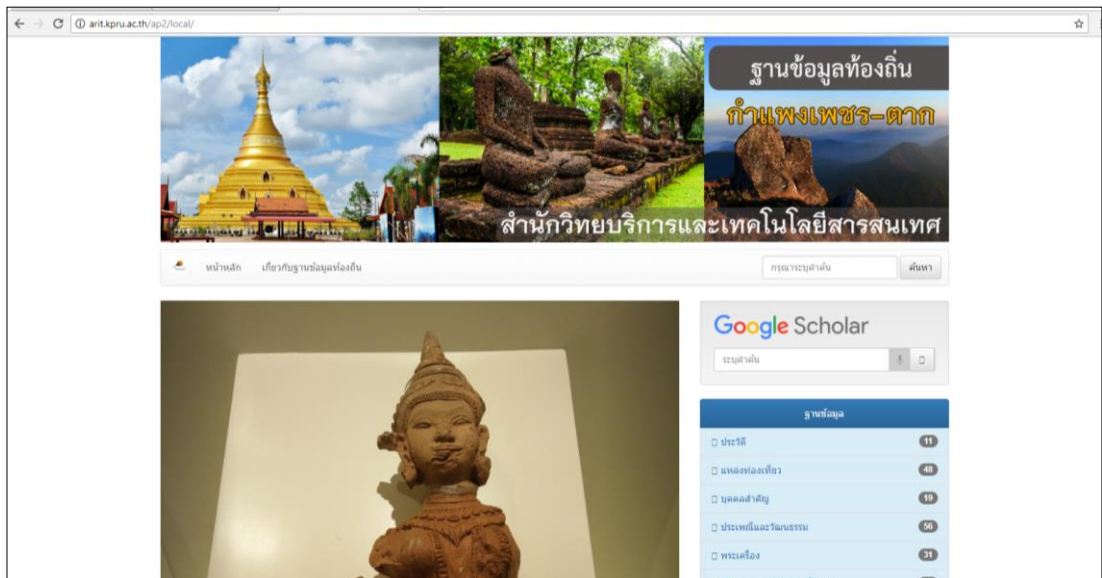 arit.kpru.ac.th/ap2/local/
ฐานข้อมูลท้องถิ่น
กำแพงเพชร-ตาก
สำนักวิทยบริการและเทคโนโลยีสารสนเทศ
หน้าหลัก เกี่ยวกับฐานข้อมูลท้องถิ่น กรุณาระบุคำค้น ค้นหา
Google Scholar
ระบุคำค้น
ฐานข้อมูล
ประวัติ 11
แหล่งท่องเที่ยว 48
บุคคลสำคัญ 19
ประเพณีและวัฒนธรรม 56
พระเครื่อง 31